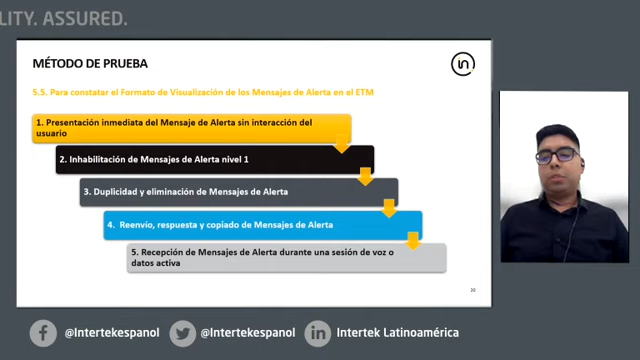 LITY. ASSURED.
MÉTODO DE PRUEBA
in
5.5. Para constatar el Formato de Visualización de los Mensajes de Alerta en el ETM
1. Presentación inmediata del Mensaje de Alerta sin interacción del
usuario
2. Inhabilitación de Mensajes de Alerta nivel 1
3. Duplicidad y eliminación de Mensajes de Alerta
4. Reenvío, respuesta y copiado de Mensajes de Alerta
5. Recepción de Mensajes de Alerta durante una sesión de voz o
datos activa
20
@Intertekespanol
@Intertekespanol
Intertek Latinoamérica